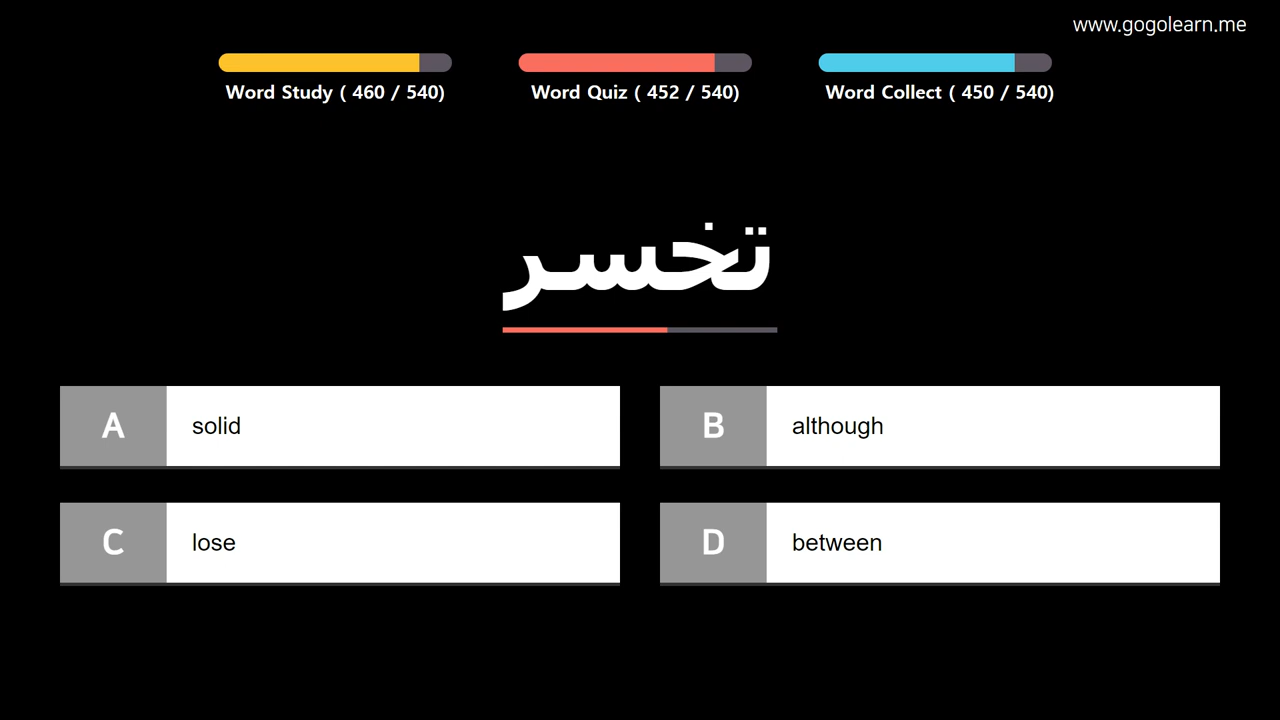 www.gogolearn.me
Word Study ( 460 / 540)
Word Quiz ( 452 / 540)
Word Collect ( 450 / 540)
تخسر
A solid
B although
C lose
D between